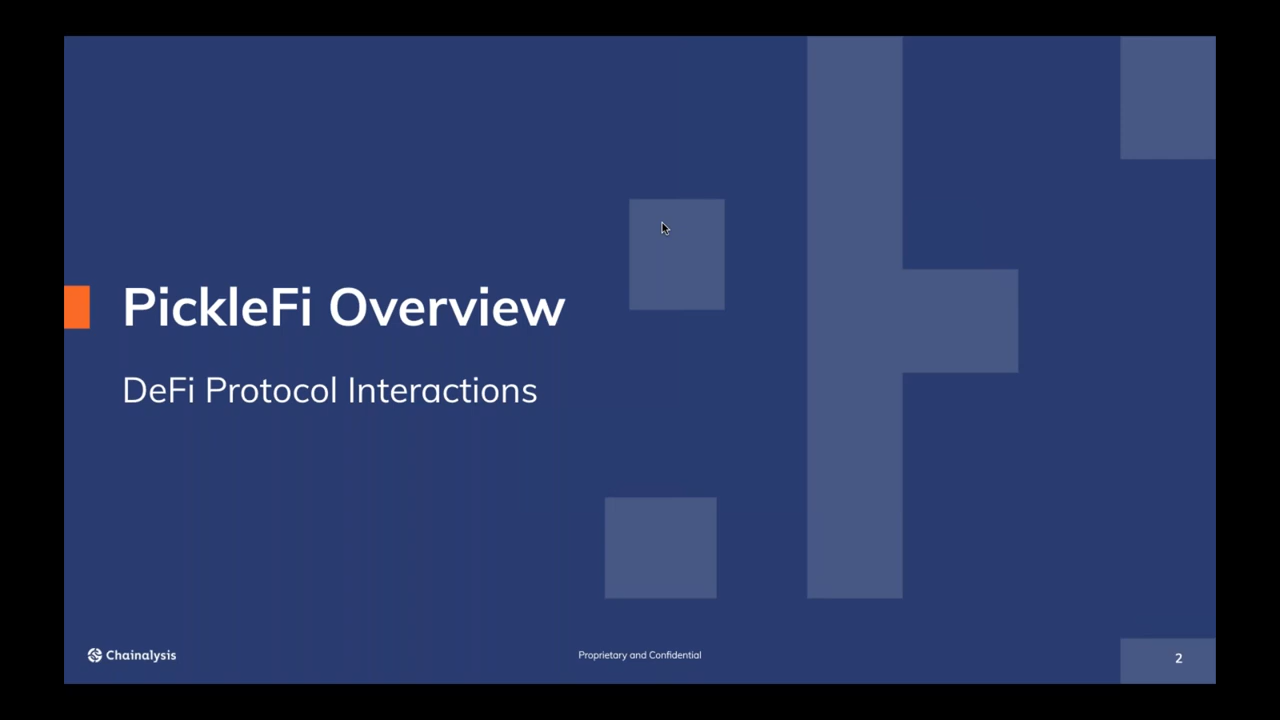 PickleFi Overview
DeFi Protocol Interactions
Chainalysis
Proprietary and Confidential
2